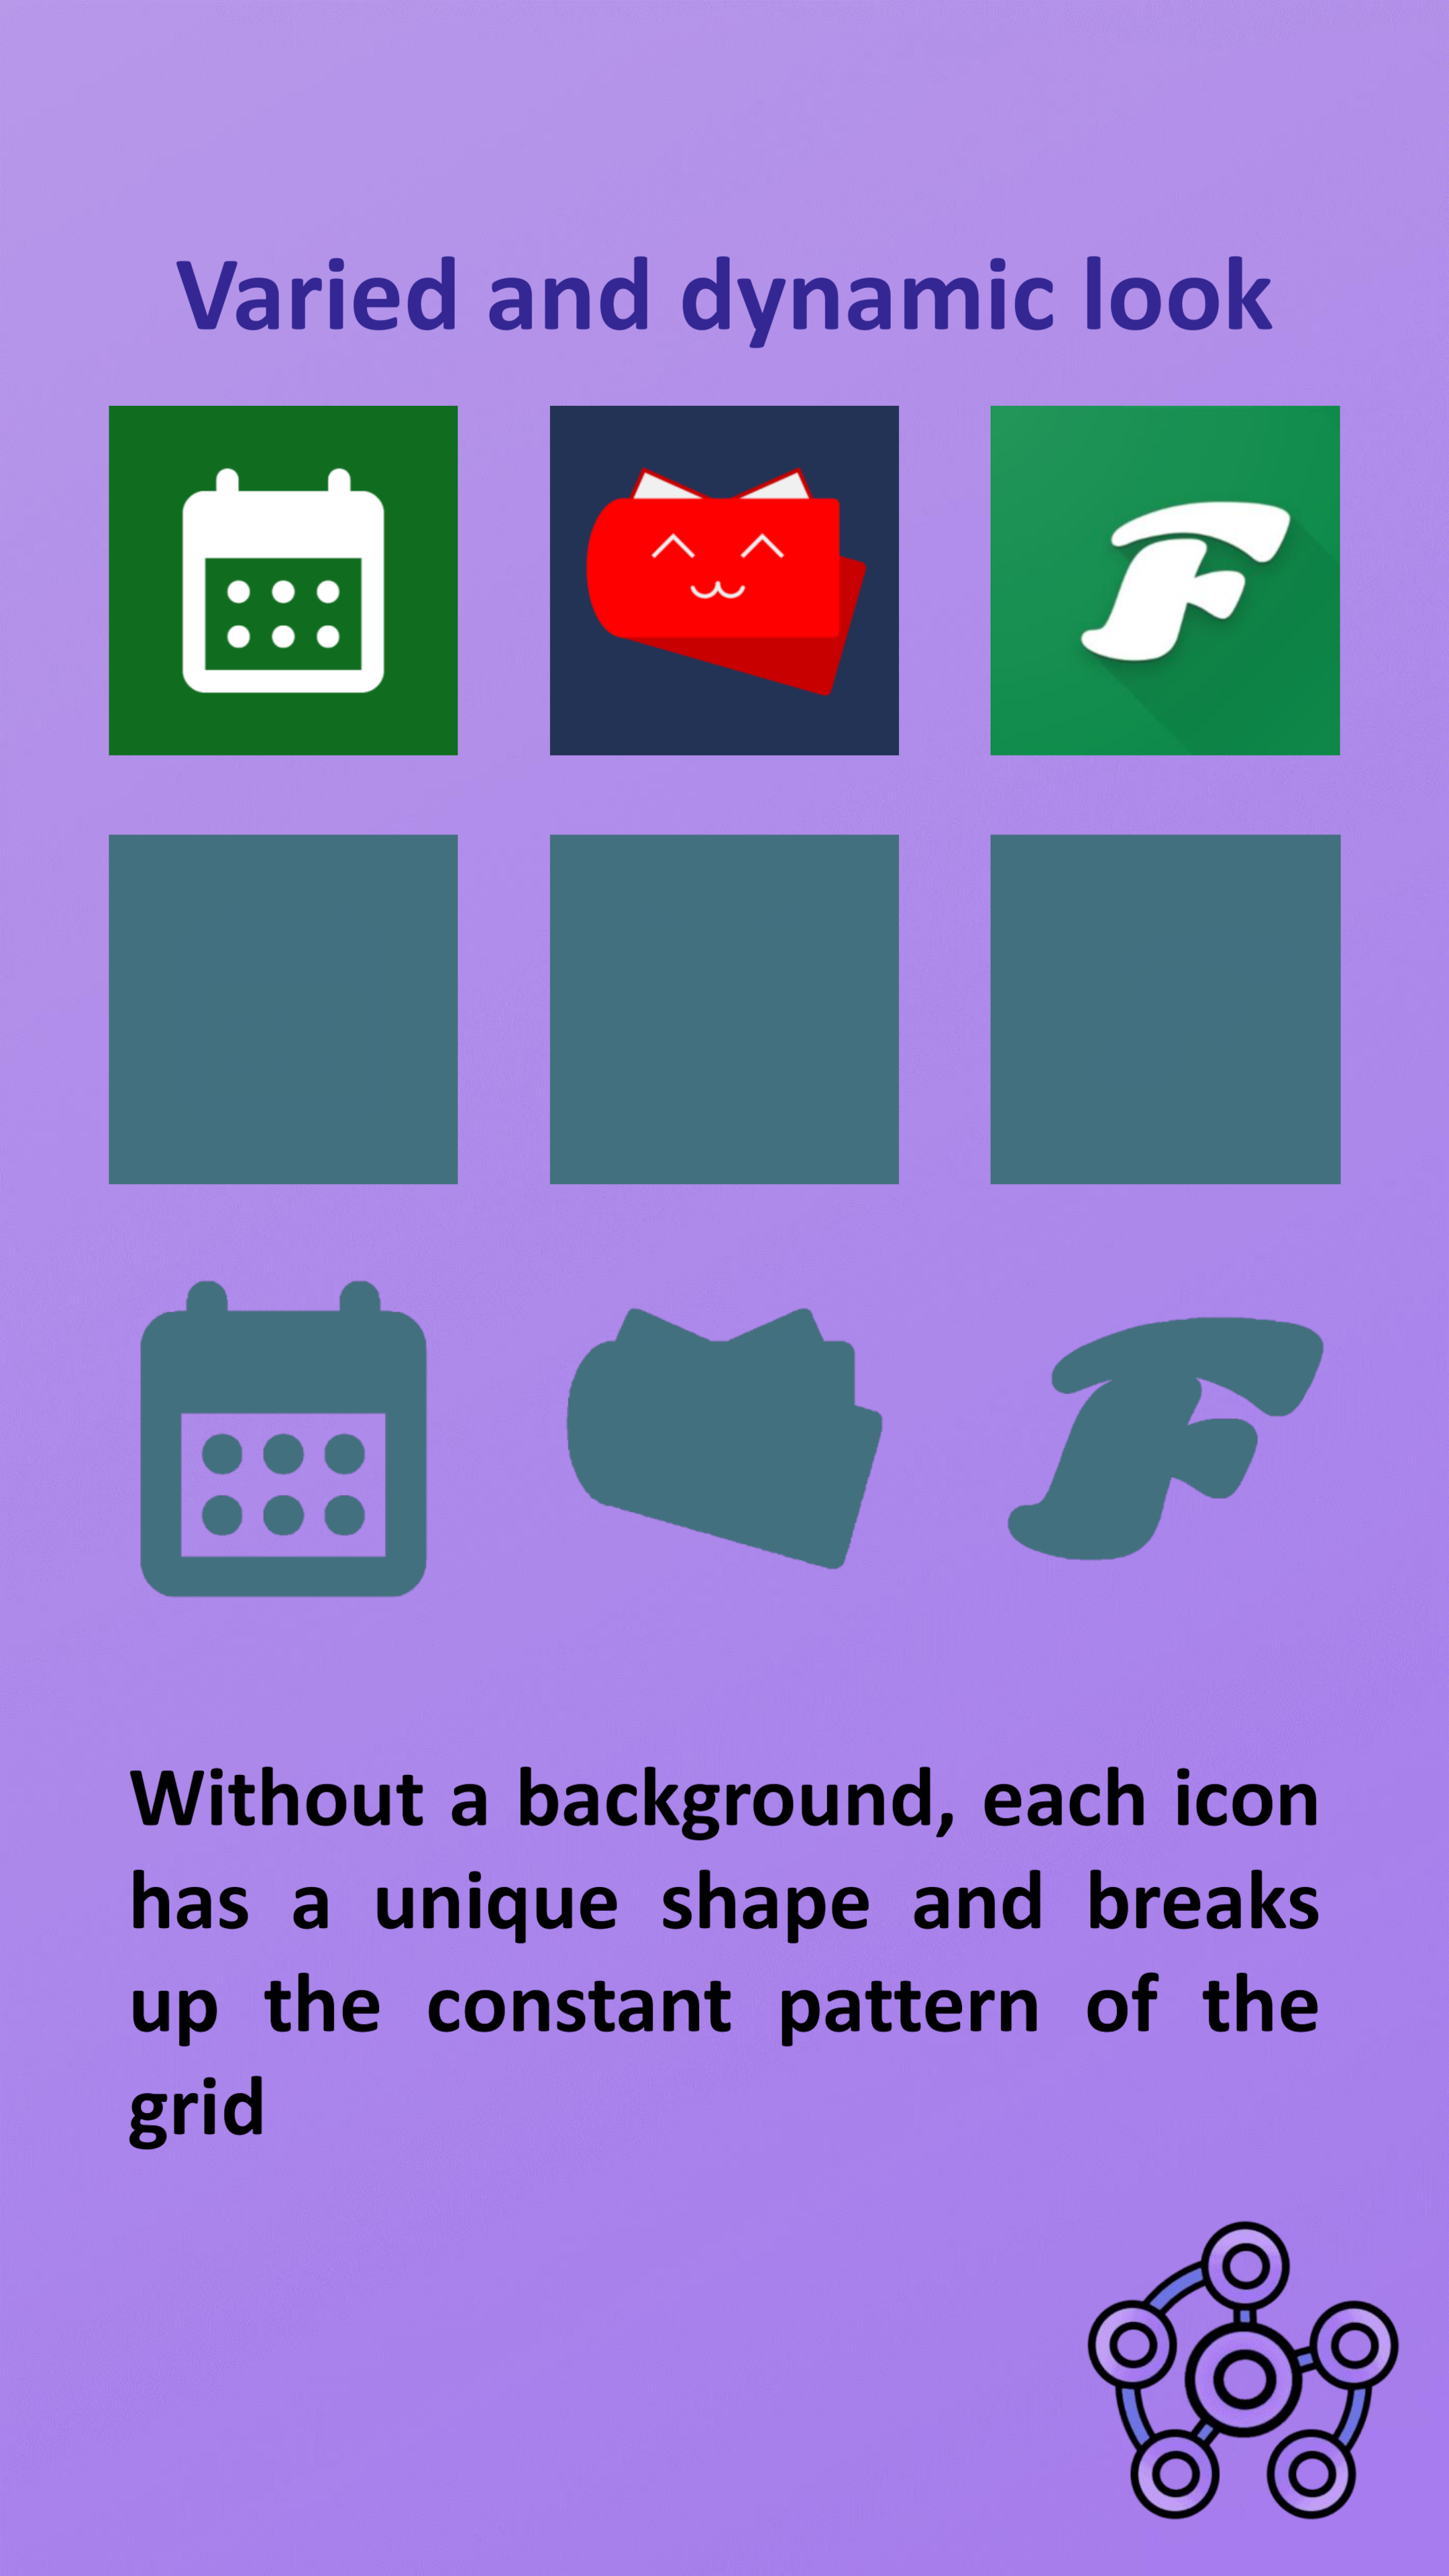 Varied and dynamic look
F
Without a background, each icon
has a unique shape and breaks
up the constant pattern of the
grid